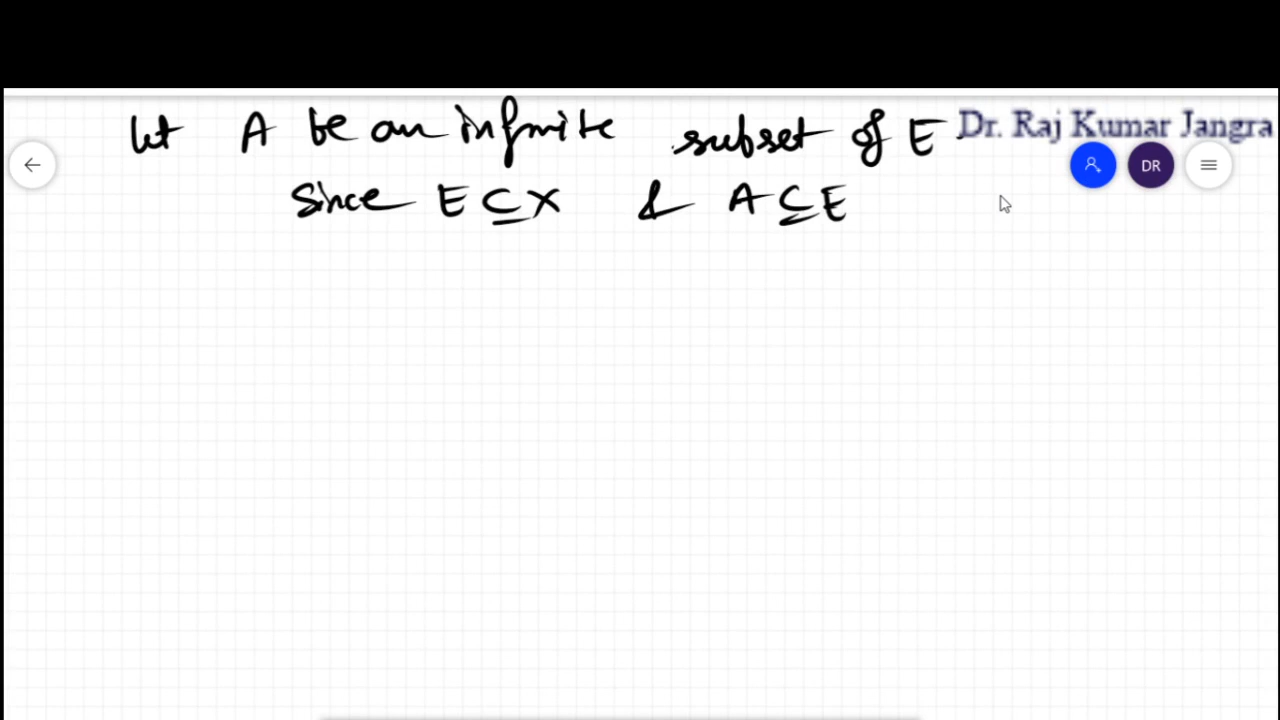 let A be an infinite subset of E. Dr. Raj Kumar Jangra
DR
Since E ⊆ X & A ⊆ E